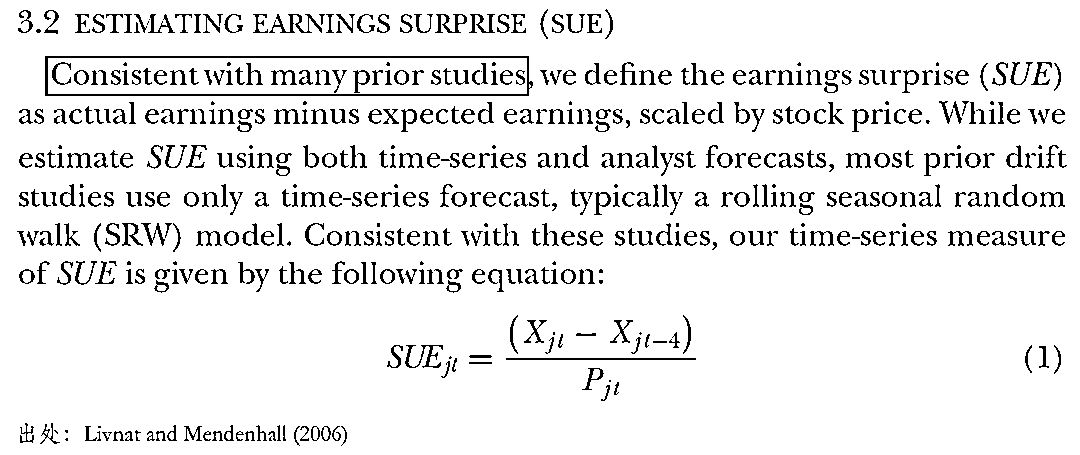 3.2 ESTIMATING EARNINGS SURPRISE (SUE)
Consistent with many prior studies, we define the earnings surprise (SUE)
as actual earnings minus expected earnings, scaled by stock price. While we
estimate SUE using both time-series and analyst forecasts, most prior drift
studies use only a time-series forecast, typically a rolling seasonal random
walk (SRW) model. Consistent with these studies, our time-series measure
of SUE is given by the following equation:
SUE_{jt} = \frac{(X_{jt} - X_{jt-4})}{P_{jt}} (1)
出处: Livnat and Mendenhall (2006)